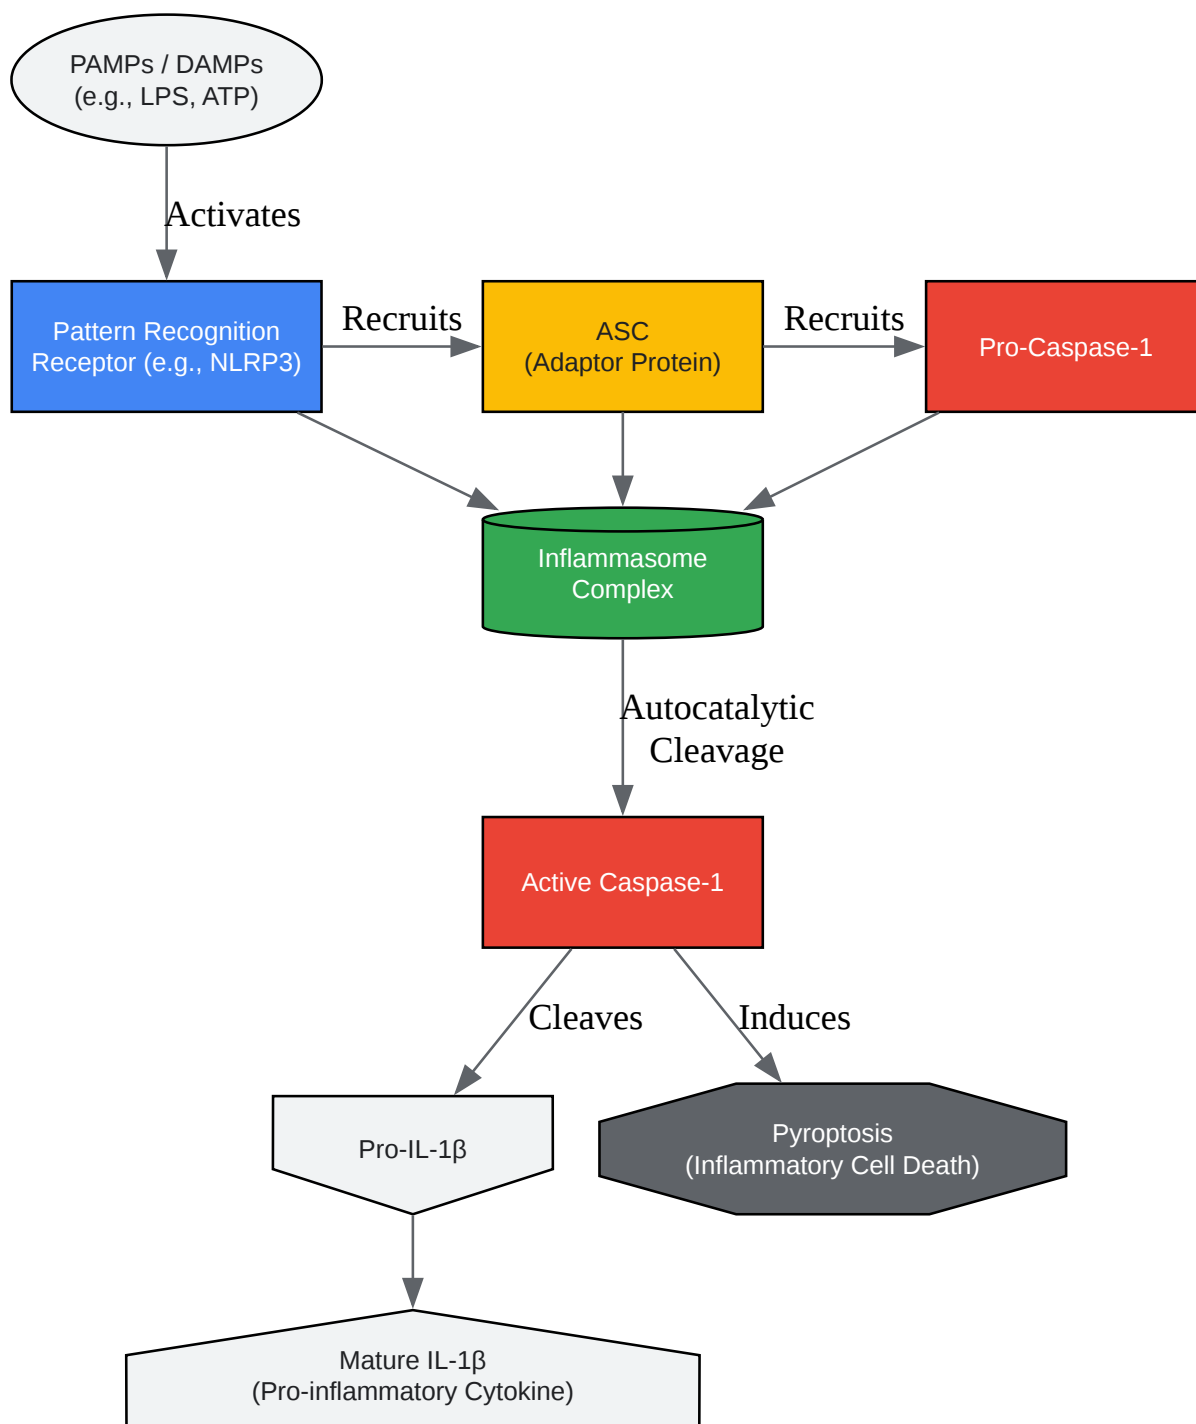 PAMPs / DAMPs
(e.g., LPS, ATP)
Activates
Pattern Recognition
Receptor (e.g., NLRP3)
Recruits
ASC
(Adaptor Protein)
Recruits
Pro-Caspase-1
Inflammasome
Complex
Autocatalytic
Cleavage
Active Caspase-1
Cleaves
Induces
Pro-IL-1β
Pyroptosis
(Inflammatory Cell Death)
Mature IL-1β
(Pro-inflammatory Cytokine)